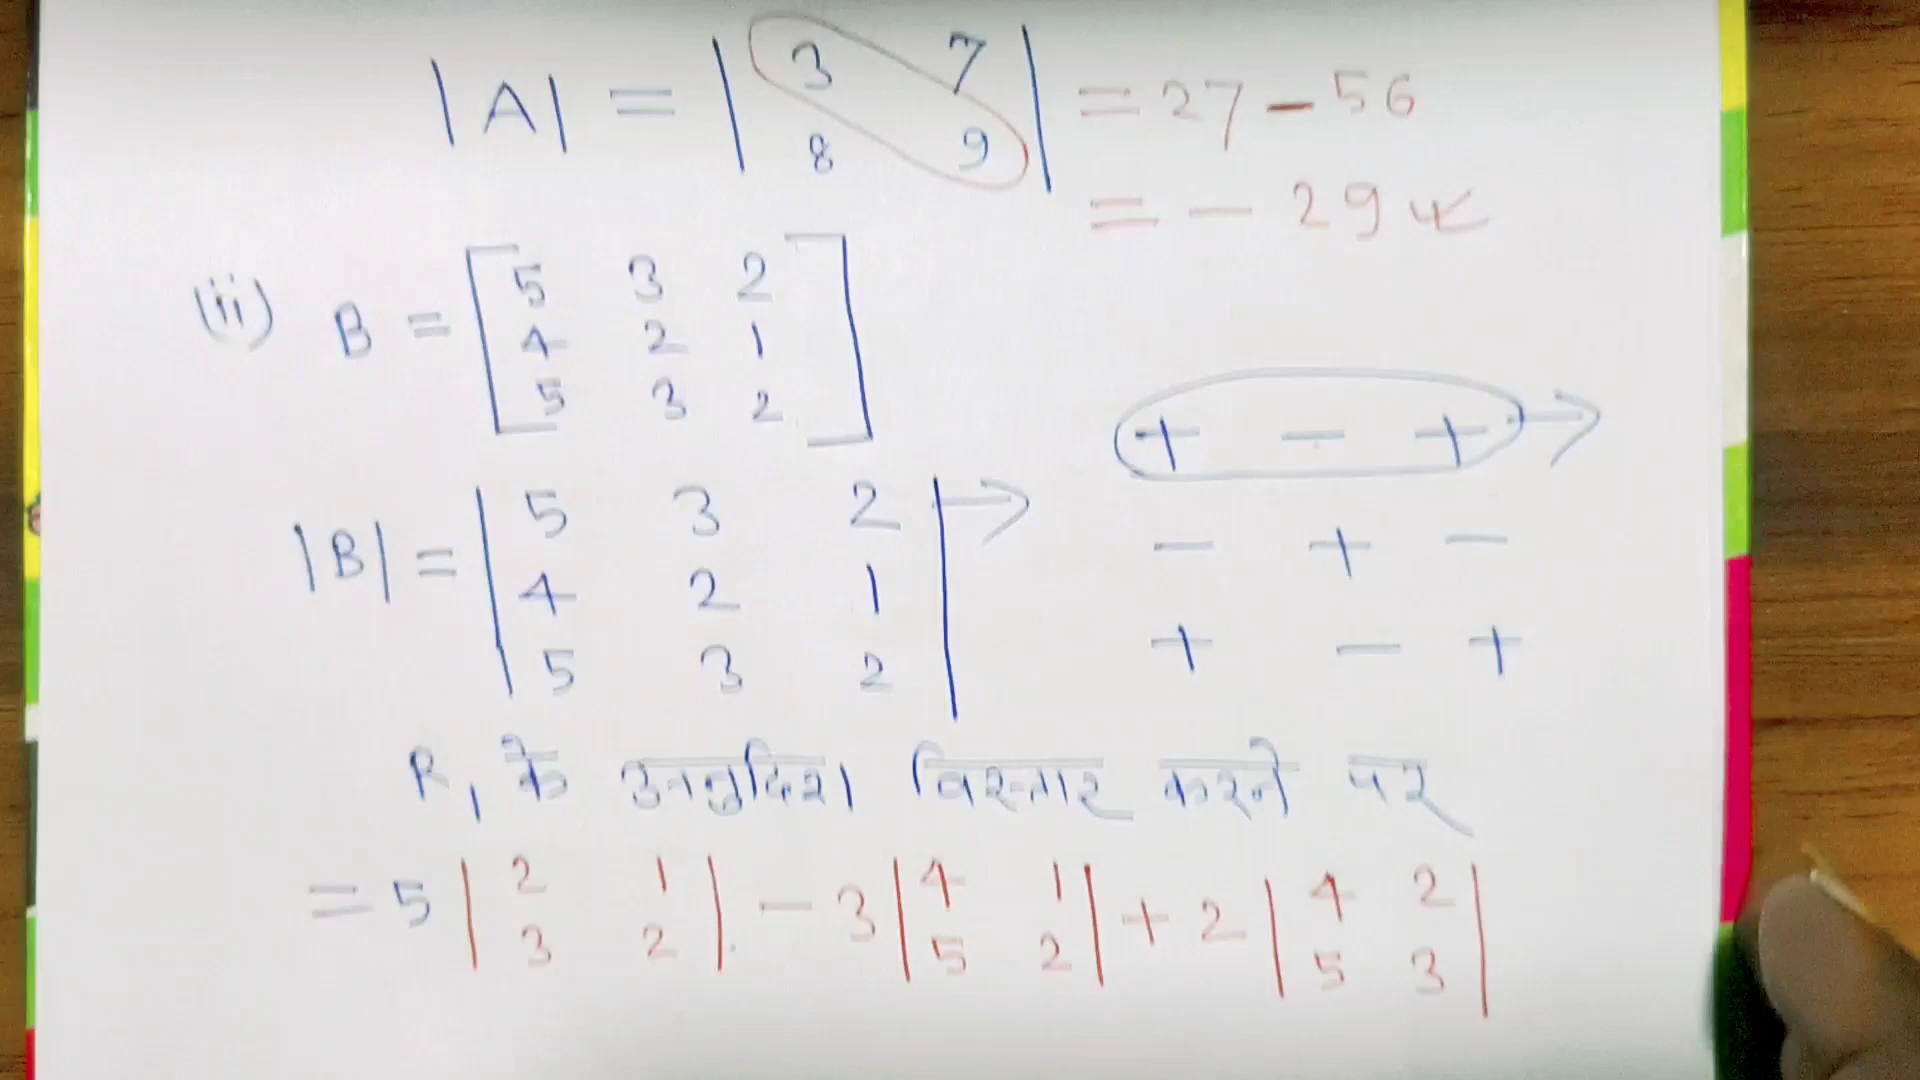 |A| = | 3 7 | = 27 - 56
| 8 9 | = - 29
(ii) B = [ 5 3 2
4 2 1
5 3 2 ]
+ - +
|B| = | 5 3 2 | →
4 2 1
5 3 2
- + -
+ - +
R₁ के अनुदिश विस्तार करने पर
= 5 | 2 1 | - 3 | 4 1 | + 2 | 4 2 |
| 3 2 | | 5 2 | | 5 3 |